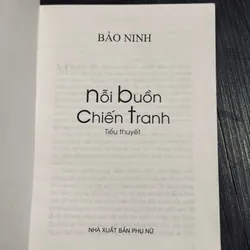 BẢO NINH
nỗi buồn
chiến tranh
Tiểu thuyết
NHÀ XUẤT BẢN PHỤ NỮ